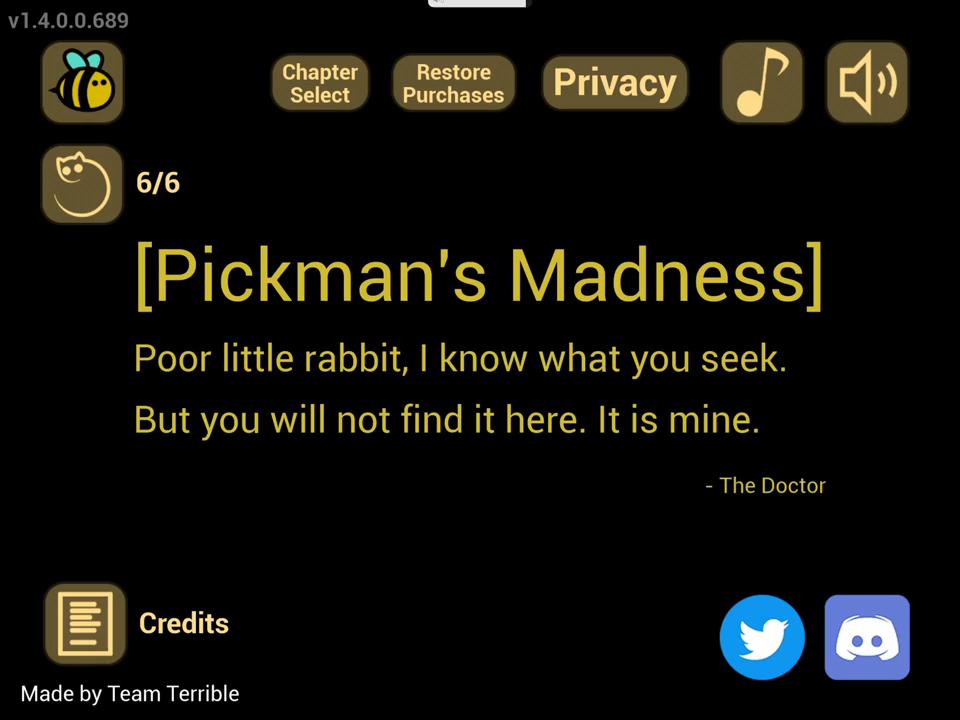 v1.4.0.0.689
Chapter
Select
Restore
Purchases
Privacy
6/6
[Pickman's Madness]
Poor little rabbit, I know what you seek.
But you will not find it here. It is mine.
- The Doctor
Credits
Made by Team Terrible